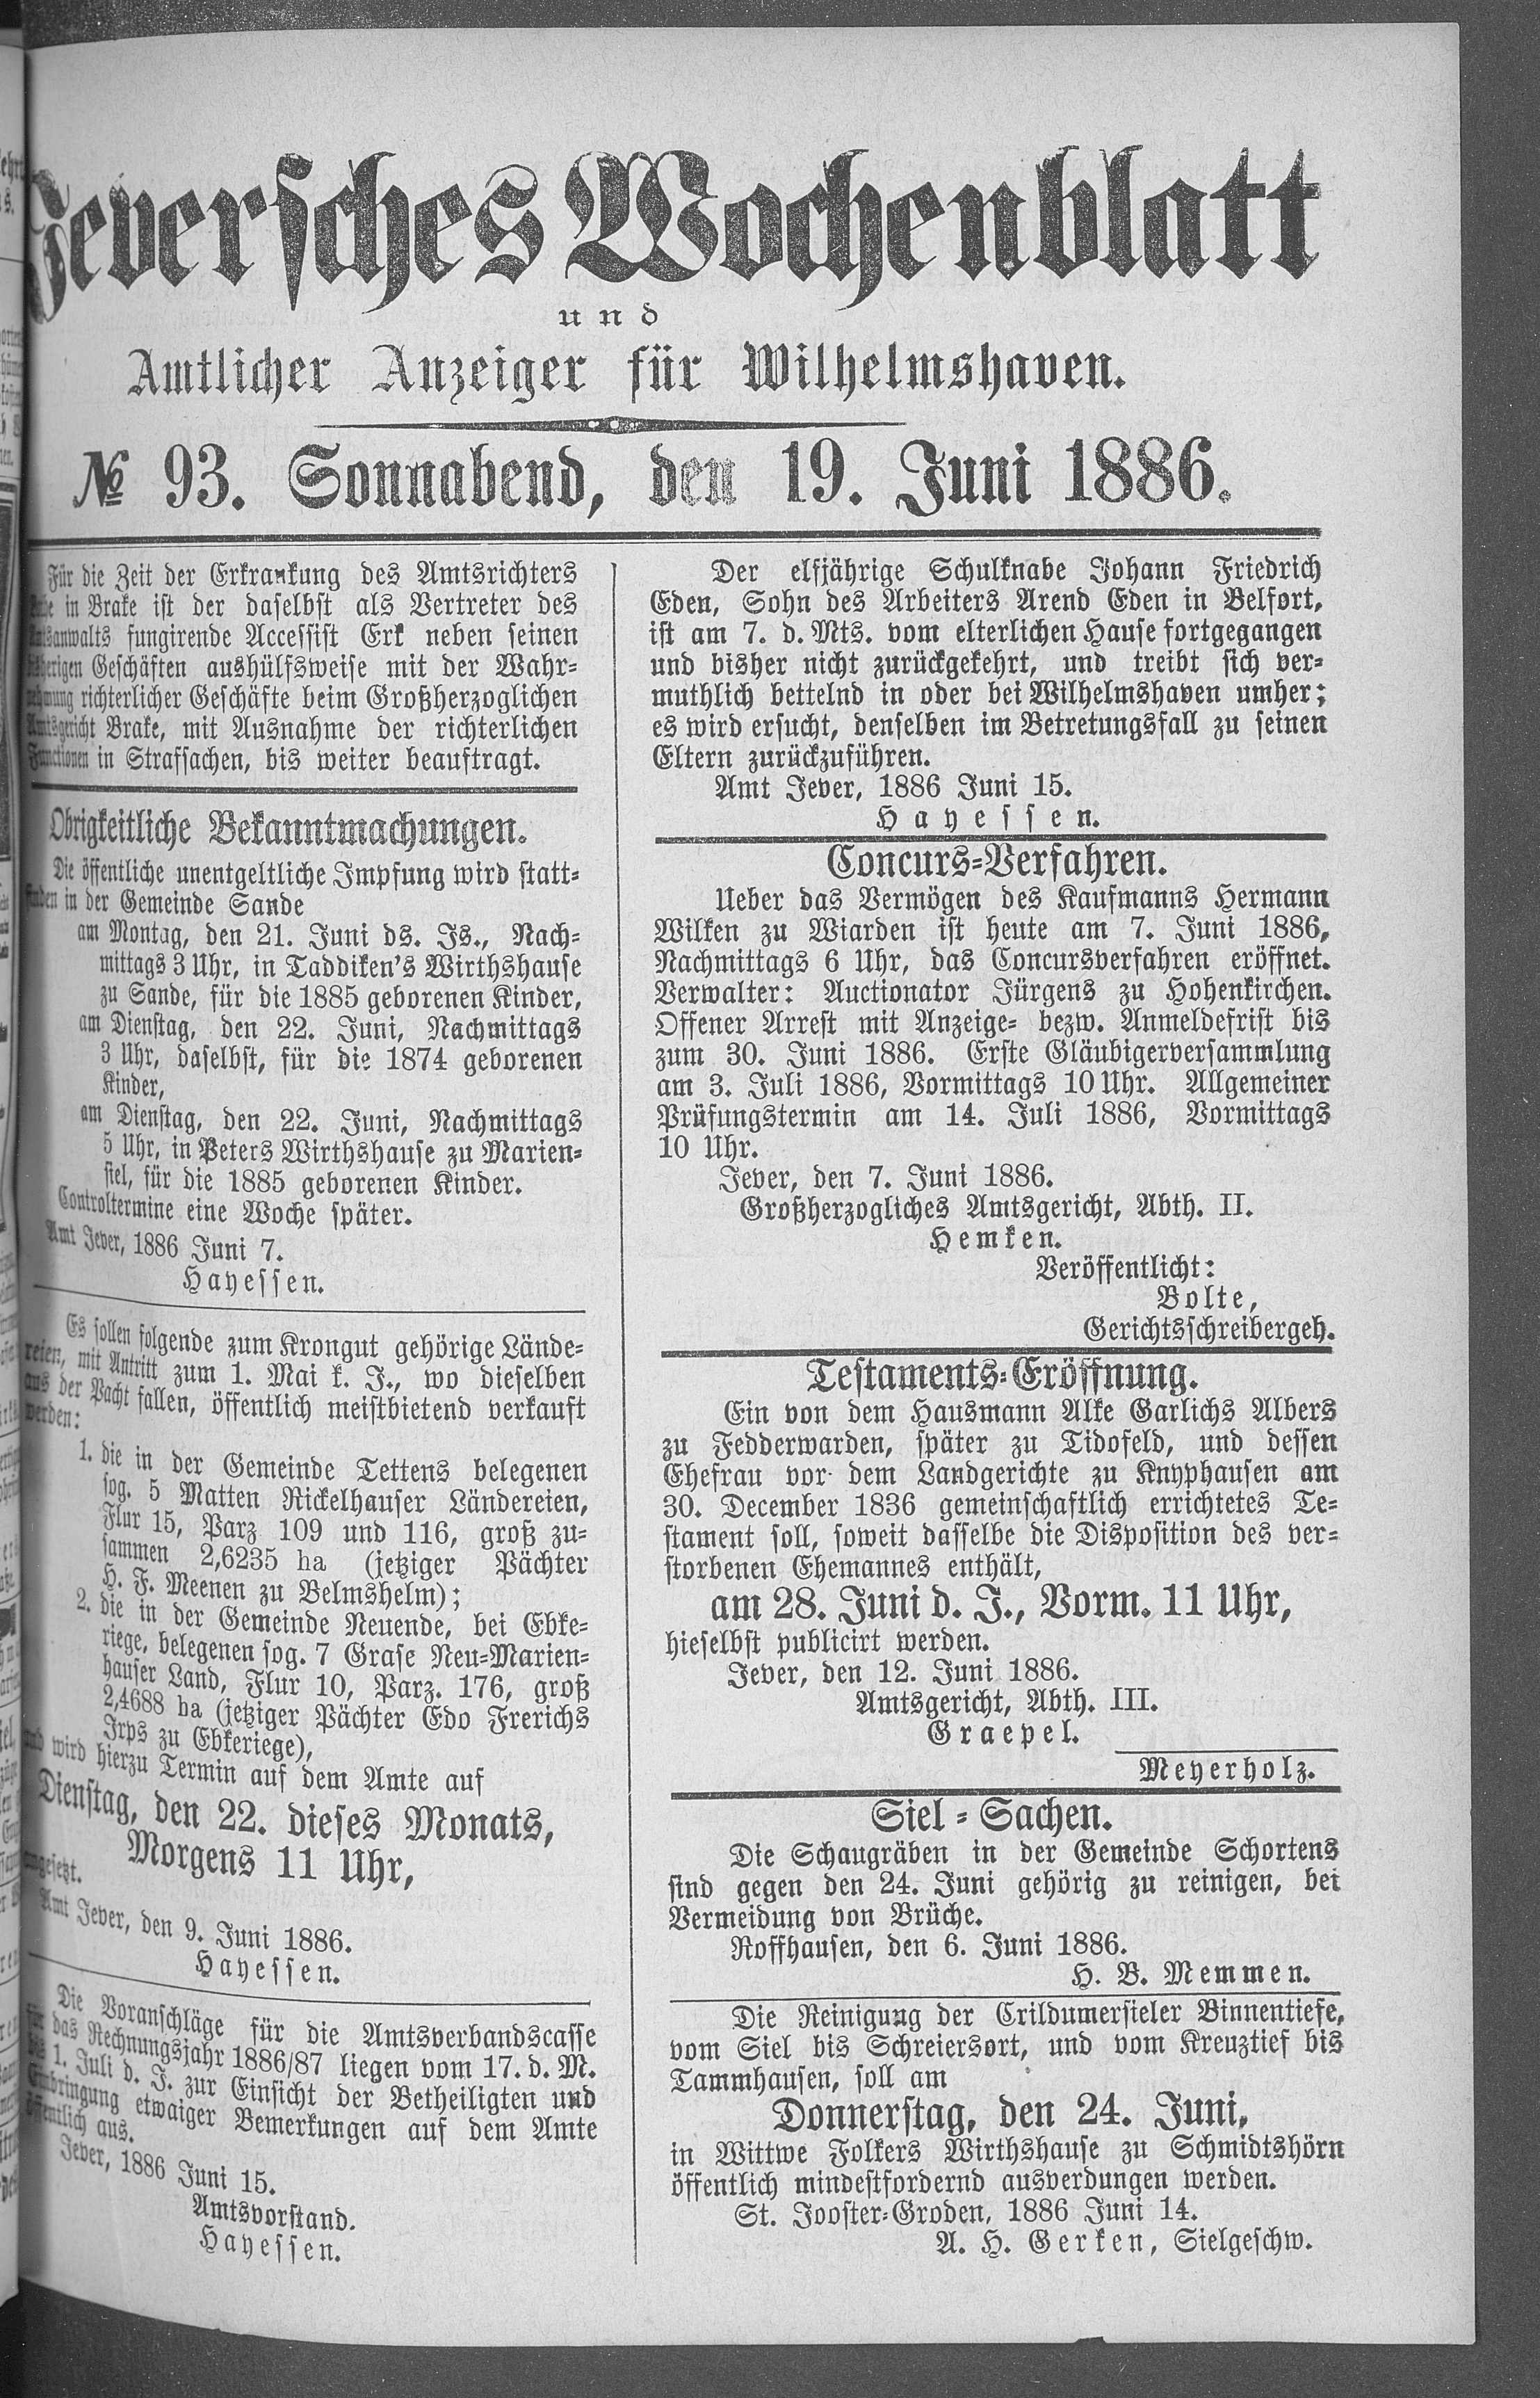 Jeversches Wochenblatt
und
Amtlicher Anzeiger für Wilhelmshaven.
№ 93. Sonnabend, den 19. Juni 1886.
Für die Zeit der Erkrankung des Amtsrichters
in Brake ist der daselbst als Vertreter des
Amtsanwalts fungirende Accessist Erk neben seinen
bisherigen Geschäften aushülfsweise mit der Wahr-
nehmung richterlicher Geschäfte beim Großherzoglichen
Amtsgericht Brake, mit Ausnahme der richterlichen
Functionen in Strafsachen, bis weiter beauftragt.
Obrigkeitliche Bekanntmachungen.
Die öffentliche unentgeltliche Impfung wird statt-
finden in der Gemeinde Sande
am Montag, den 21. Juni ds. Js., Nach-
mittags 3 Uhr, in Taddiken's Wirthshause
zu Sande, für die 1885 geborenen Kinder,
am Dienstag, den 22. Juni, Nachmittags
3 Uhr, daselbst, für die 1874 geborenen
Kinder,
am Dienstag, den 22. Juni, Nachmittags
5 Uhr, in Peters Wirthshause zu Marien-
siel, für die 1885 geborenen Kinder.
Controltermine eine Woche später.
Amt Jever, 1886 Juni 7.
Hayessen.
Es sollen folgende zum Krongut gehörige Lände-
reien, mit Antritt zum 1. Mai k. J., wo dieselben
aus der Pacht fallen, öffentlich meistbietend verkauft
werden:
1. die in der Gemeinde Tettens belegenen
sog. 5 Matten Rickelhauser Ländereien,
Flur 15, Parz 109 und 116, groß zu-
sammen 2,6235 ha (jetziger Pächter
H. F. Meenen zu Belmshelm);
2. die in der Gemeinde Neuende, bei Ebke-
riege, belegenen sog. 7 Grase Neu-Marien-
hauser Land, Flur 10, Parz. 176, groß
2,4688 ha (jetziger Pächter Edo Frerichs
Irps zu Ebkeriege),
und wird hierzu Termin auf dem Amte auf
Dienstag, den 22. dieses Monats,
Morgens 11 Uhr,
angesetzt.
Amt Jever, den 9. Juni 1886.
Hayessen.
Die Voranschläge für die Amtsverbandscasse
für das Rechnungsjahr 1886/87 liegen vom 17. d. M.
bis 1. Juli d. J. zur Einsicht der Betheiligten und
Einbringung etwaiger Bemerkungen auf dem Amte
öffentlich aus.
Jever, 1886 Juni 15.
Amtsvorstand.
Hayessen.
Der elfjährige Schulknabe Johann Friedrich
Eden, Sohn des Arbeiters Arend Eden in Belfort,
ist am 7. d. Mts. vom elterlichen Hause fortgegangen
und bisher nicht zurückgekehrt, und treibt sich ver-
muthlich bettelnd in oder bei Wilhelmshaven umher;
es wird ersucht, denselben im Betretungsfall zu seinen
Eltern zurückzuführen.
Amt Jever, 1886 Juni 15.
Hayessen.
Concurs-Verfahren.
Ueber das Vermögen des Kaufmanns Hermann
Wilken zu Wiarden ist heute am 7. Juni 1886,
Nachmittags 6 Uhr, das Concursverfahren eröffnet.
Verwalter: Auctionator Jürgens zu Hohenkirchen.
Offener Arrest mit Anzeige- bezw. Anmeldefrist bis
zum 30. Juni 1886. Erste Gläubigerversammlung
am 3. Juli 1886, Vormittags 10 Uhr. Allgemeiner
Prüfungstermin am 14. Juli 1886, Vormittags
10 Uhr.
Jever, den 7. Juni 1886.
Großherzogliches Amtsgericht, Abth. II.
Hemken.
Veröffentlicht:
Bolte,
Gerichtsschreibergeh.
Testaments-Eröffnung.
Ein von dem Hausmann Alke Garlichs Albers
zu Fedderwarden, später zu Tidofeld, und dessen
Ehefrau vor dem Landgerichte zu Knyphausen am
30. December 1836 gemeinschaftlich errichtetes Te-
stament soll, soweit dasselbe die Disposition des ver-
storbenen Ehemannes enthält,
am 28. Juni d. J., Vorm. 11 Uhr,
hieselbst publicirt werden.
Jever, den 12. Juni 1886.
Amtsgericht, Abth. III.
Graepel.
Meyerholz.
Siel-Sachen.
Die Schaugräben in der Gemeinde Schortens
sind gegen den 24. Juni gehörig zu reinigen, bei
Vermeidung von Brüche.
Roffhausen, den 6. Juni 1886.
H. B. Memmen.
Die Reinigung der Crildumersieler Binnentiefe,
vom Siel bis Schreiersort, und vom Kreuztief bis
Tammhausen, soll am
Donnerstag, den 24. Juni,
in Wittwe Folkers Wirthshause zu Schmidtshörn
öffentlich mindestfordernd ausverdungen werden.
St. Jooster-Groden, 1886 Juni 14.
A. H. Gerken, Sielgeschw.